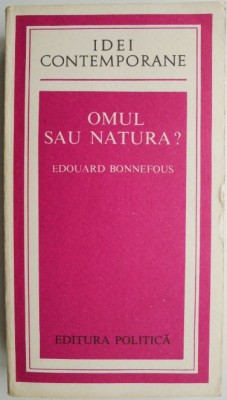 IDEI
CONTEMPORANE
OMUL
SAU NATURA?
EDOUARD BONNEFOUS
EDITURA POLITICĂ